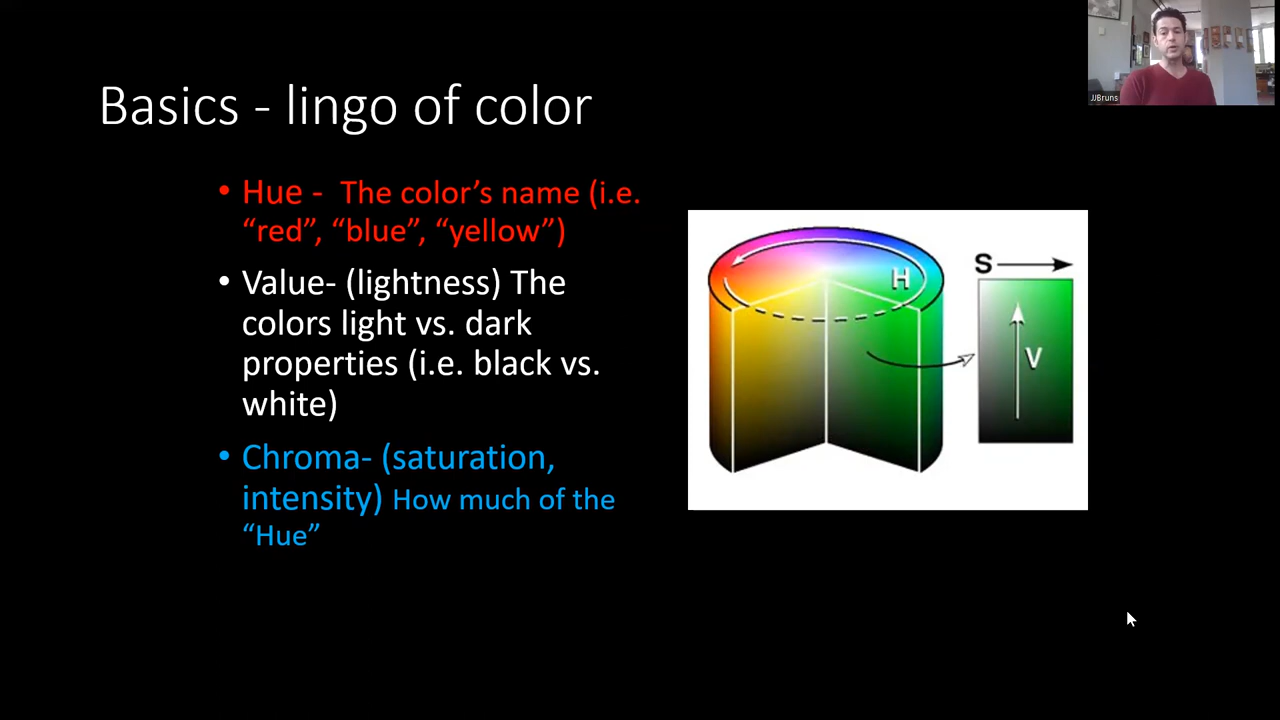 Basics - lingo of color
• Hue - The color’s name (i.e.
“red”, “blue”, “yellow”)
• Value- (lightness) The
colors light vs. dark
properties (i.e. black vs.
white)
• Chroma- (saturation,
intensity) How much of the
“Hue”
H
S
V
JJBruns